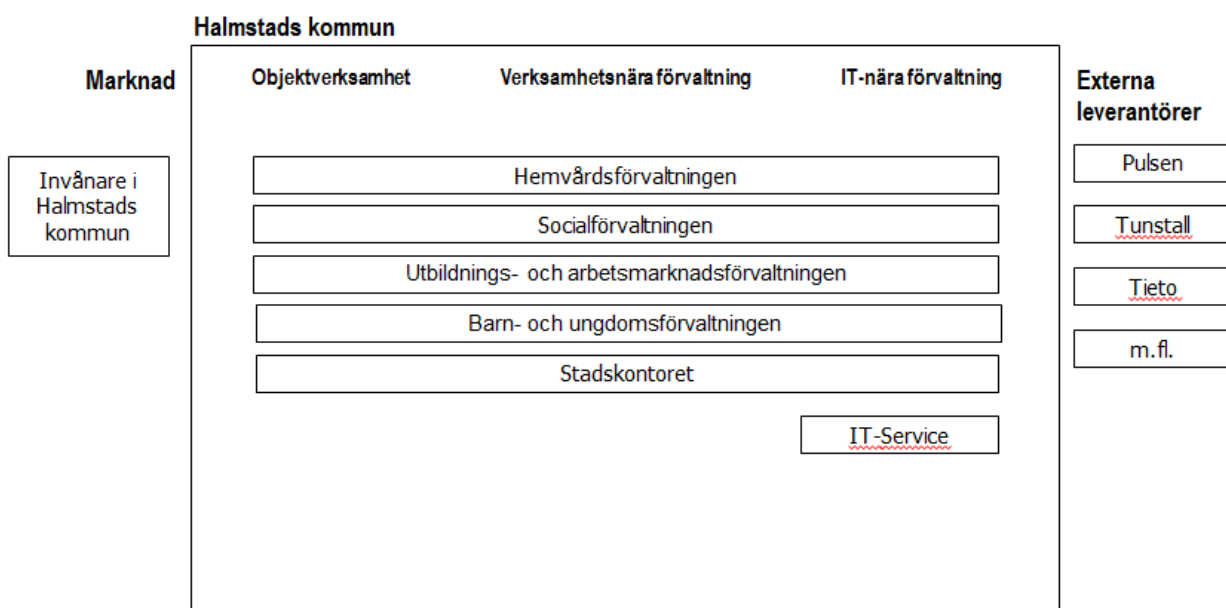 Halmstads kommun
Marknad
Objektverksamhet
Verksamhetsnära förvaltning
IT-nära förvaltning
Externa
leverantörer
Invånare i
Halmstads
kommun
Hemvårdsförvaltningen
Socialförvaltningen
Utbildnings- och arbetsmarknadsförvaltningen
Barn- och ungdomsförvaltningen
Stadskontoret
IT-Service
Pulsen
Tunstall
Tieto
m.fl.